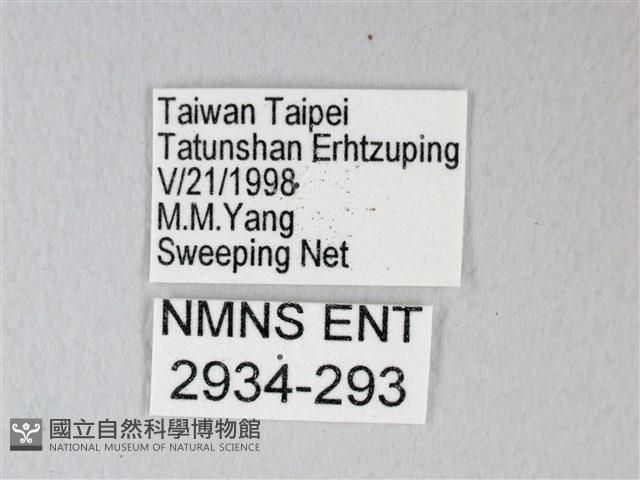 Taiwan Taipei
Tatunshan Erhtzuping
V/21/1998
M.M.Yang
Sweeping Net
NMNS ENT
2934-293
國立自然科學博物館
NATIONAL MUSEUM OF NATURAL SCIENCE